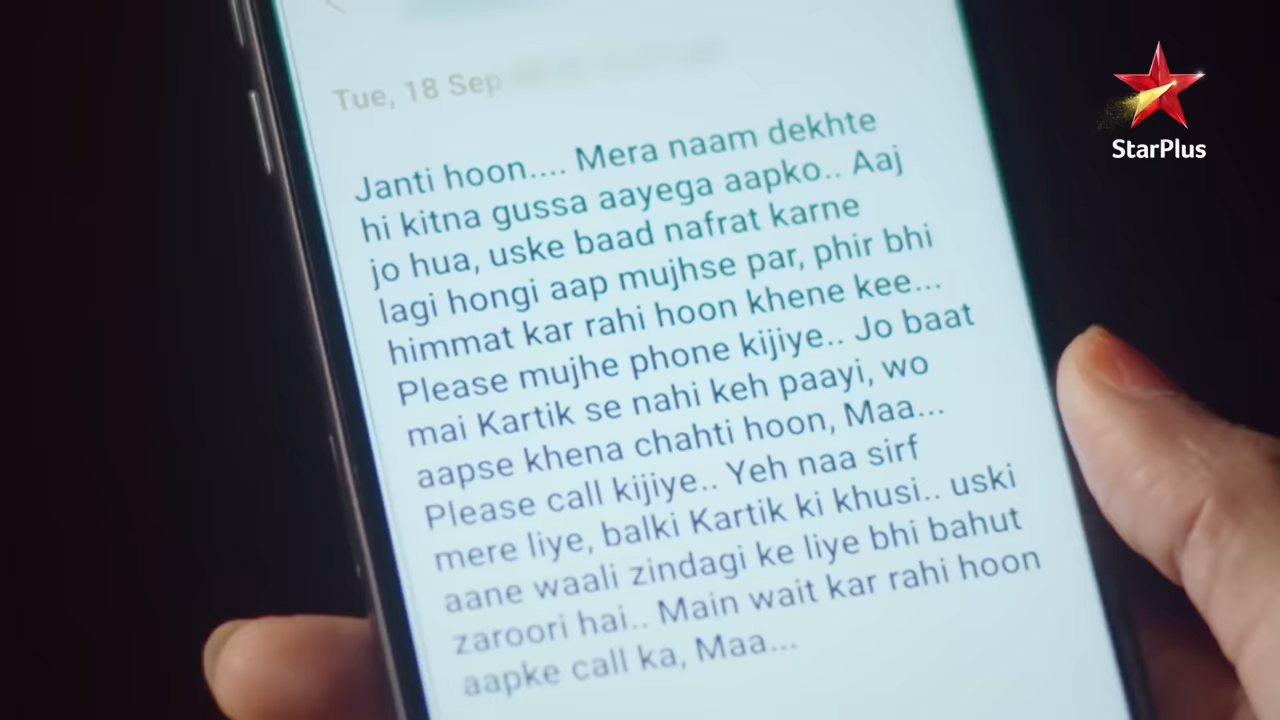 Tue, 18 Sep
StarPlus
Janti hoon.... Mera naam dekhte
hi kitna gussa aayega aapko.. Aaj
jo hua, uske baad nafrat karne
lagi hongi aap mujhse par, phir bhi
himmat kar rahi hoon khene kee...
Please mujhe phone kijiye.. Jo baat
mai Kartik se nahi keh paayi, wo
aapse khena chahti hoon, Maa...
Please call kijiye.. Yeh naa sirf
mere liye, balki Kartik ki khusi.. uski
aane waali zindagi ke liye bhi bahut
zaroori hai.. Main wait kar rahi hoon
aapke call ka, Maa...